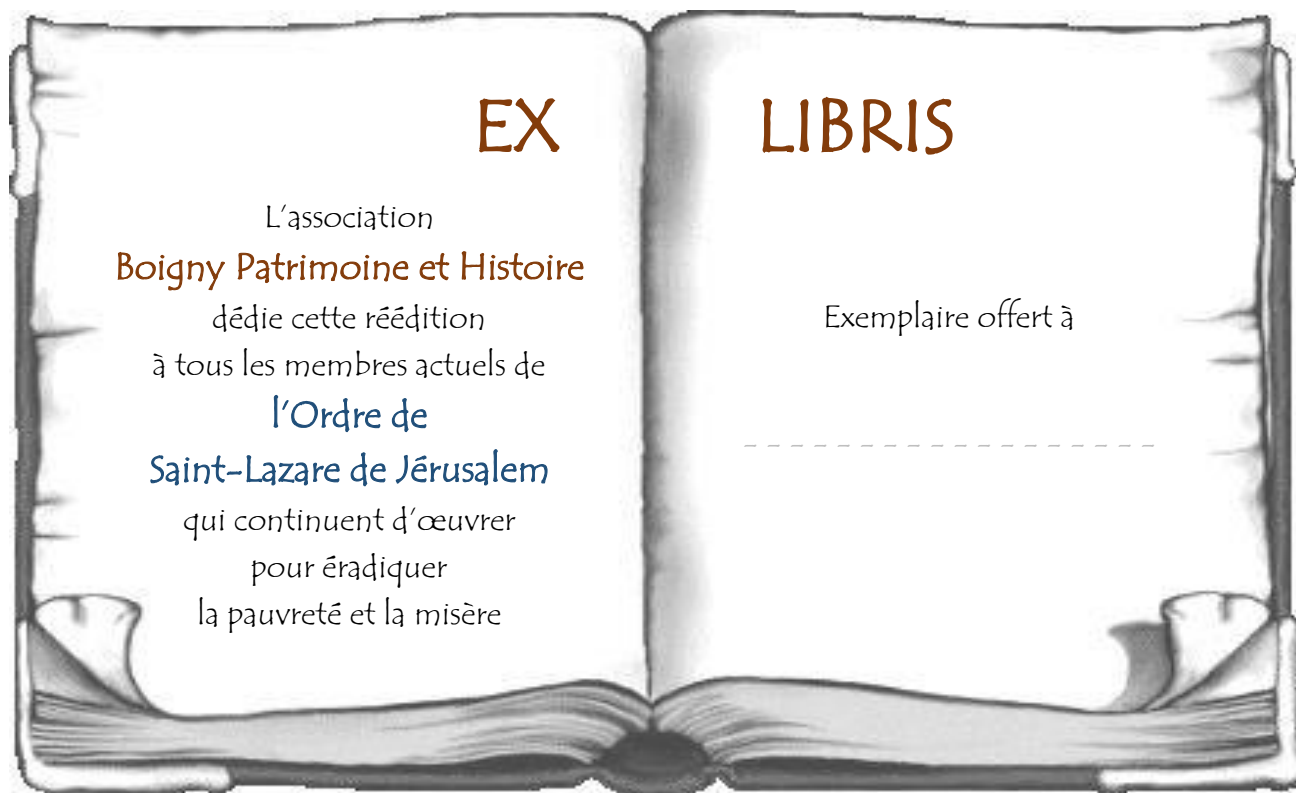 EX LIBRIS
L'association
Boigny Patrimoine et Histoire
dédie cette réédition
à tous les membres actuels de
l'Ordre de
Saint-Lazare de Jérusalem
qui continuent d'œuvrer
pour éradiquer
la pauvreté et la misère
Exemplaire offert à